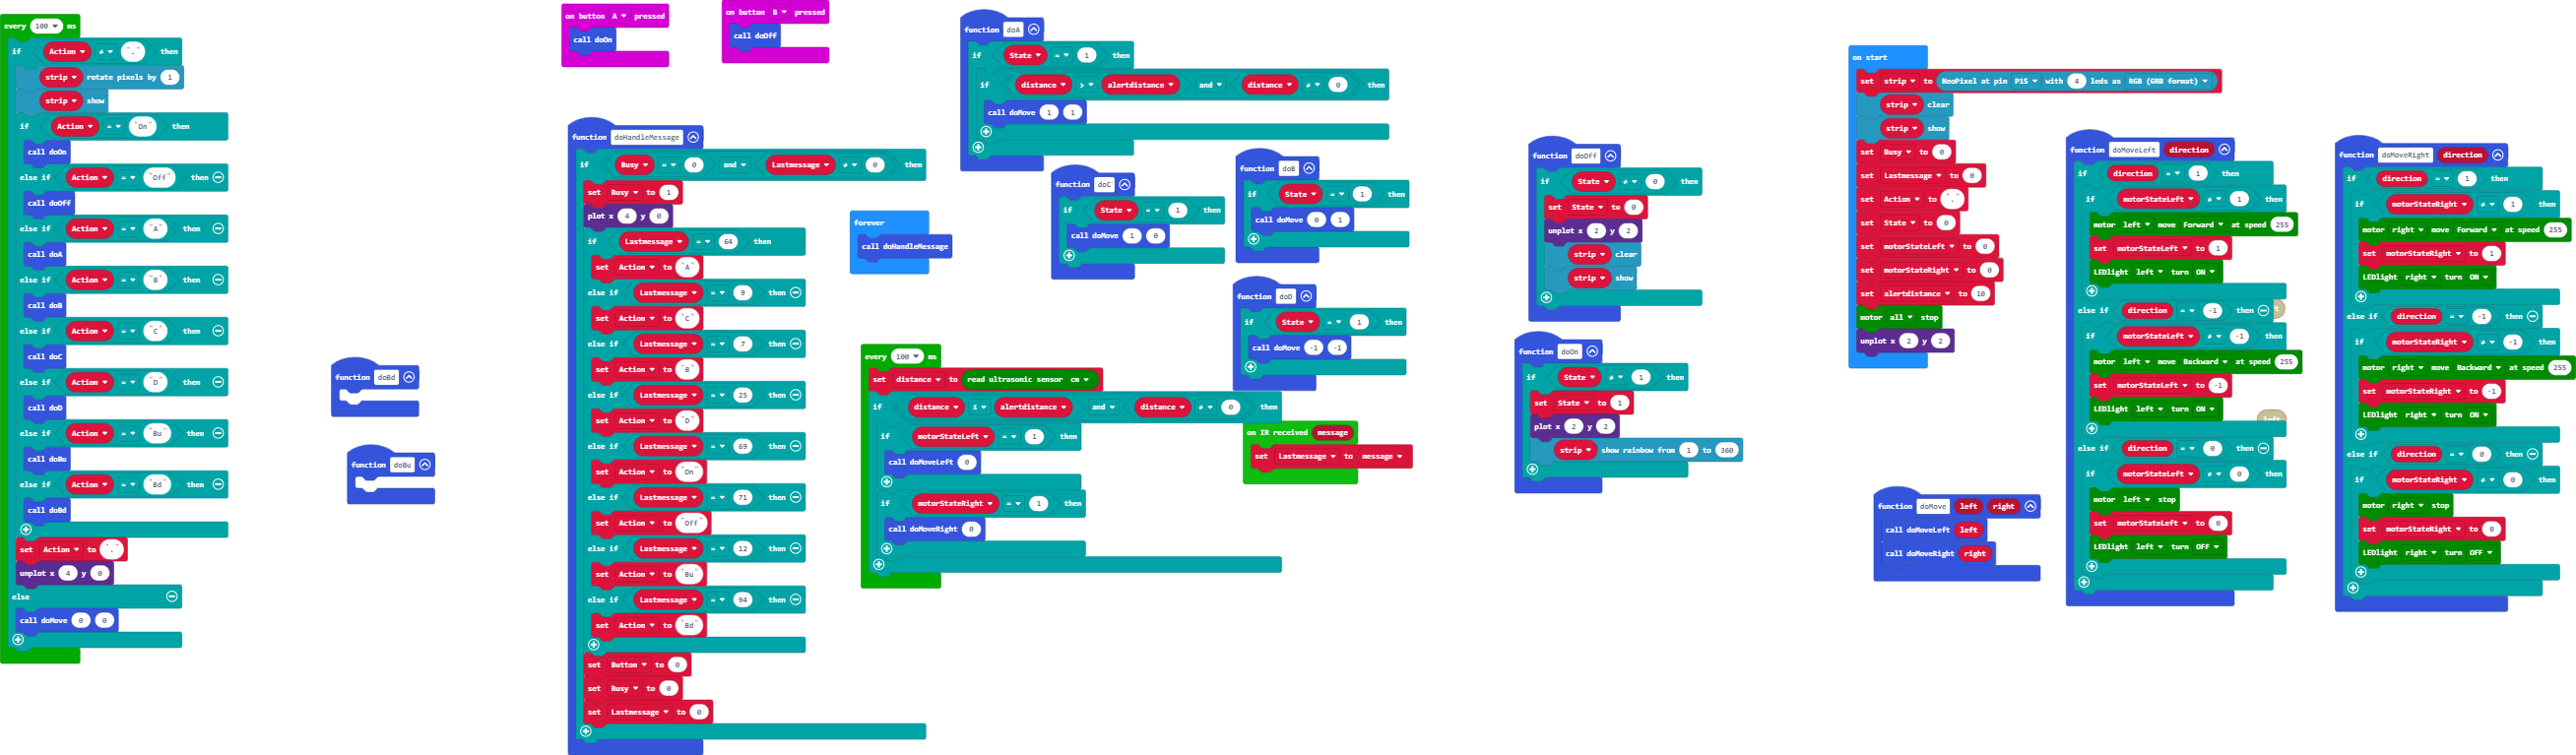 every 100 ms
if Action ≠ "." then
strip rotate pixels by 1
strip show
if Action = "On" then
call doOn
else if Action = "Off" then
call doOff
else if Action = "A" then
call doA
else if Action = "B" then
call doB
else if Action = "C" then
call doC
else if Action = "D" then
call doD
else if Action = "Bu" then
call doBu
else if Action = "Bd" then
call doBd
set Action to "."
unplot x 4 y 0
else
call doMove 0 0
function doBd
function doBu
on button A pressed
call doOn
on button B pressed
call doOff
function doHandleMessage
if Busy = 0 and Lastmessage ≠ 0 then
set Busy to 1
plot x 4 y 0
if Lastmessage = 64 then
set Action to "A"
else if Lastmessage = 9 then
set Action to "C"
else if Lastmessage = 7 then
set Action to "B"
else if Lastmessage = 25 then
set Action to "D"
else if Lastmessage = 69 then
set Action to "On"
else if Lastmessage = 71 then
set Action to "Off"
else if Lastmessage = 12 then
set Action to "Bu"
else if Lastmessage = 94 then
set Action to "Bd"
set Button to 0
set Busy to 0
set Lastmessage to 0
function doA
if State = 1 then
if distance > alertdistance and distance ≠ 0 then
call doMove 1 1
function doC
if State = 1 then
call doMove 1 0
function doB
if State = 1 then
call doMove 0 1
forever
call doHandleMessage
function doD
if State = 1 then
call doMove -1 -1
every 100 ms
set distance to read ultrasonic sensor cm
if distance ≤ alertdistance and distance ≠ 0 then
if motorStateLeft = 1 then
call doMoveLeft 0
if motorStateRight = 1 then
call doMoveRight 0
on IR received message
set Lastmessage to message
function doOff
if State ≠ 0 then
set State to 0
unplot x 2 y 2
strip clear
strip show
function doOn
if State ≠ 1 then
set State to 1
plot x 2 y 2
strip show rainbow from 1 to 360
on start
set strip to NeoPixel at pin P15 with 4 leds as RGB (GRB format)
strip clear
strip show
set Busy to 0
set Lastmessage to 0
set Action to "."
set State to 0
set motorStateLeft to 0
set motorStateRight to 0
set alertdistance to 10
motor all stop
unplot x 2 y 2
function doMove left right
call doMoveLeft left
call doMoveRight right
function doMoveLeft direction
if direction = 1 then
if motorStateLeft ≠ 1 then
motor left move Forward at speed 255
set motorStateLeft to 1
LEDlight left turn ON
else if direction = -1 then
if motorStateLeft ≠ -1 then
motor left move Backward at speed 255
set motorStateLeft to -1
LEDlight left turn ON
else if direction = 0 then
if motorStateLeft ≠ 0 then
motor left stop
set motorStateLeft to 0
LEDlight left turn OFF
function doMoveRight direction
if direction = 1 then
if motorStateRight ≠ 1 then
motor right move Forward at speed 255
set motorStateRight to 1
LEDlight right turn ON
else if direction = -1 then
if motorStateRight ≠ -1 then
motor right move Backward at speed 255
set motorStateRight to -1
LEDlight right turn ON
else if direction = 0 then
if motorStateRight ≠ 0 then
motor right stop
set motorStateRight to 0
LEDlight right turn OFF